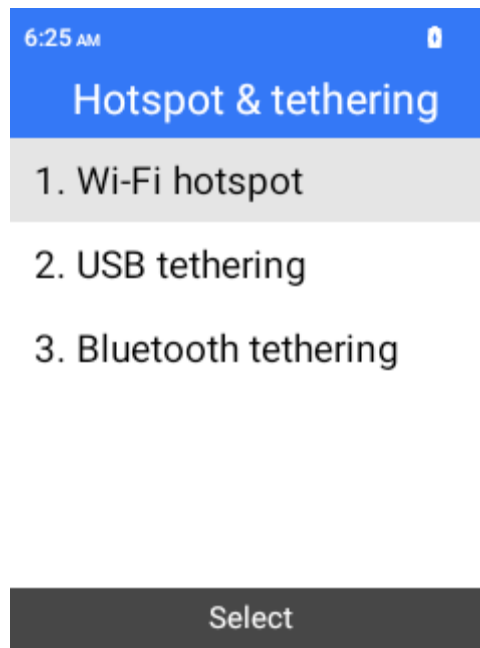 6:25 AM
Hotspot & tethering
1. Wi-Fi hotspot
2. USB tethering
3. Bluetooth tethering
Select